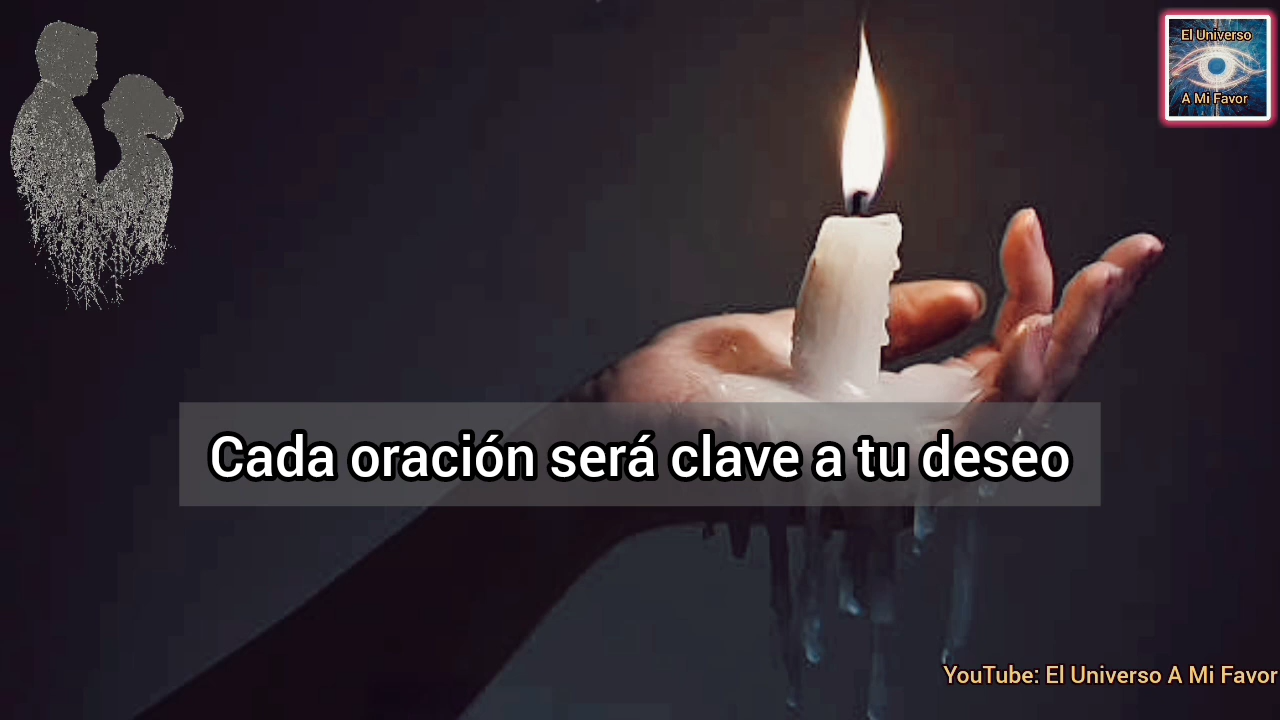 El Universo
A Mi Favor
Cada oración será clave a tu deseo
YouTube: El Universo A Mi Favor